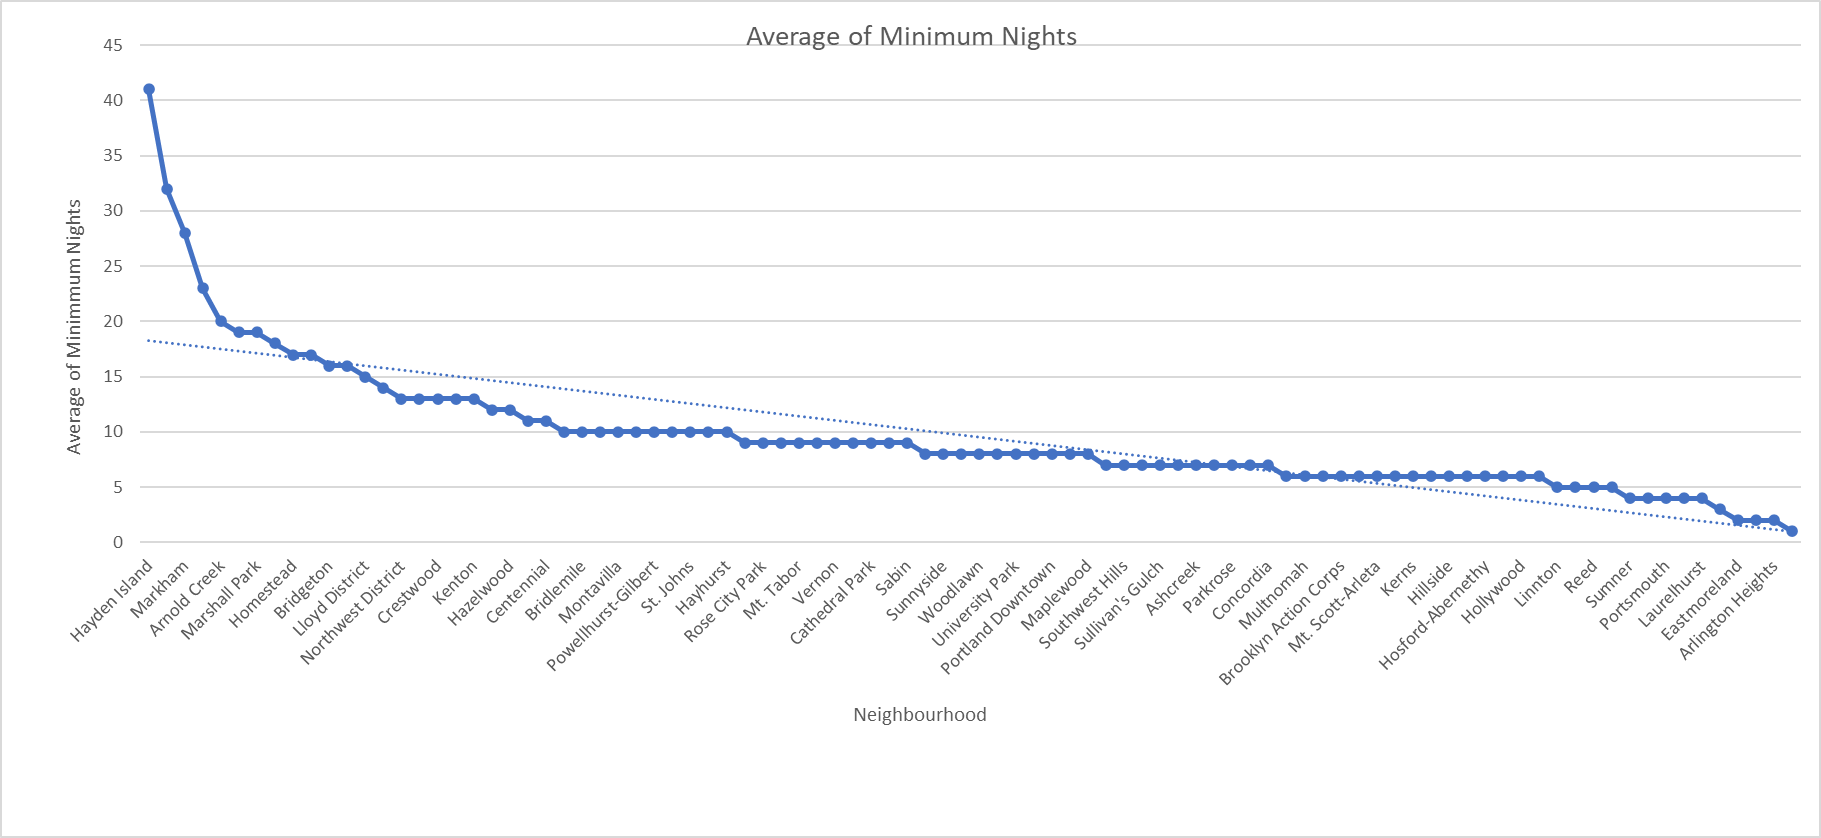 Average of Minimum Nights
45
40
35
30
25
20
15
10
5
0
Average of Minimmum Nights
Hayden Island
Markham
Arnold Creek
Marshall Park
Homestead
Bridgeton
Lloyd District
Northwest District
Crestwood
Kenton
Hazelwood
Centennial
Bridlemile
Montavilla
Powellhurst-Gilbert
St. Johns
Hayhurst
Rose City Park
Mt. Tabor
Vernon
Cathedral Park
Sabin
Sunnyside
Woodlawn
University Park
Portland Downtown
Maplewood
Southwest Hills
Sullivan's Gulch
Ashcreek
Parkrose
Concordia
Multnomah
Brooklyn Action Corps
Mt. Scott-Arleta
Kerns
Hillside
Hosford-Abernethy
Hollywood
Linnton
Reed
Sumner
Portsmouth
Laurelhurst
Eastmoreland
Arlington Heights
Neighbourhood